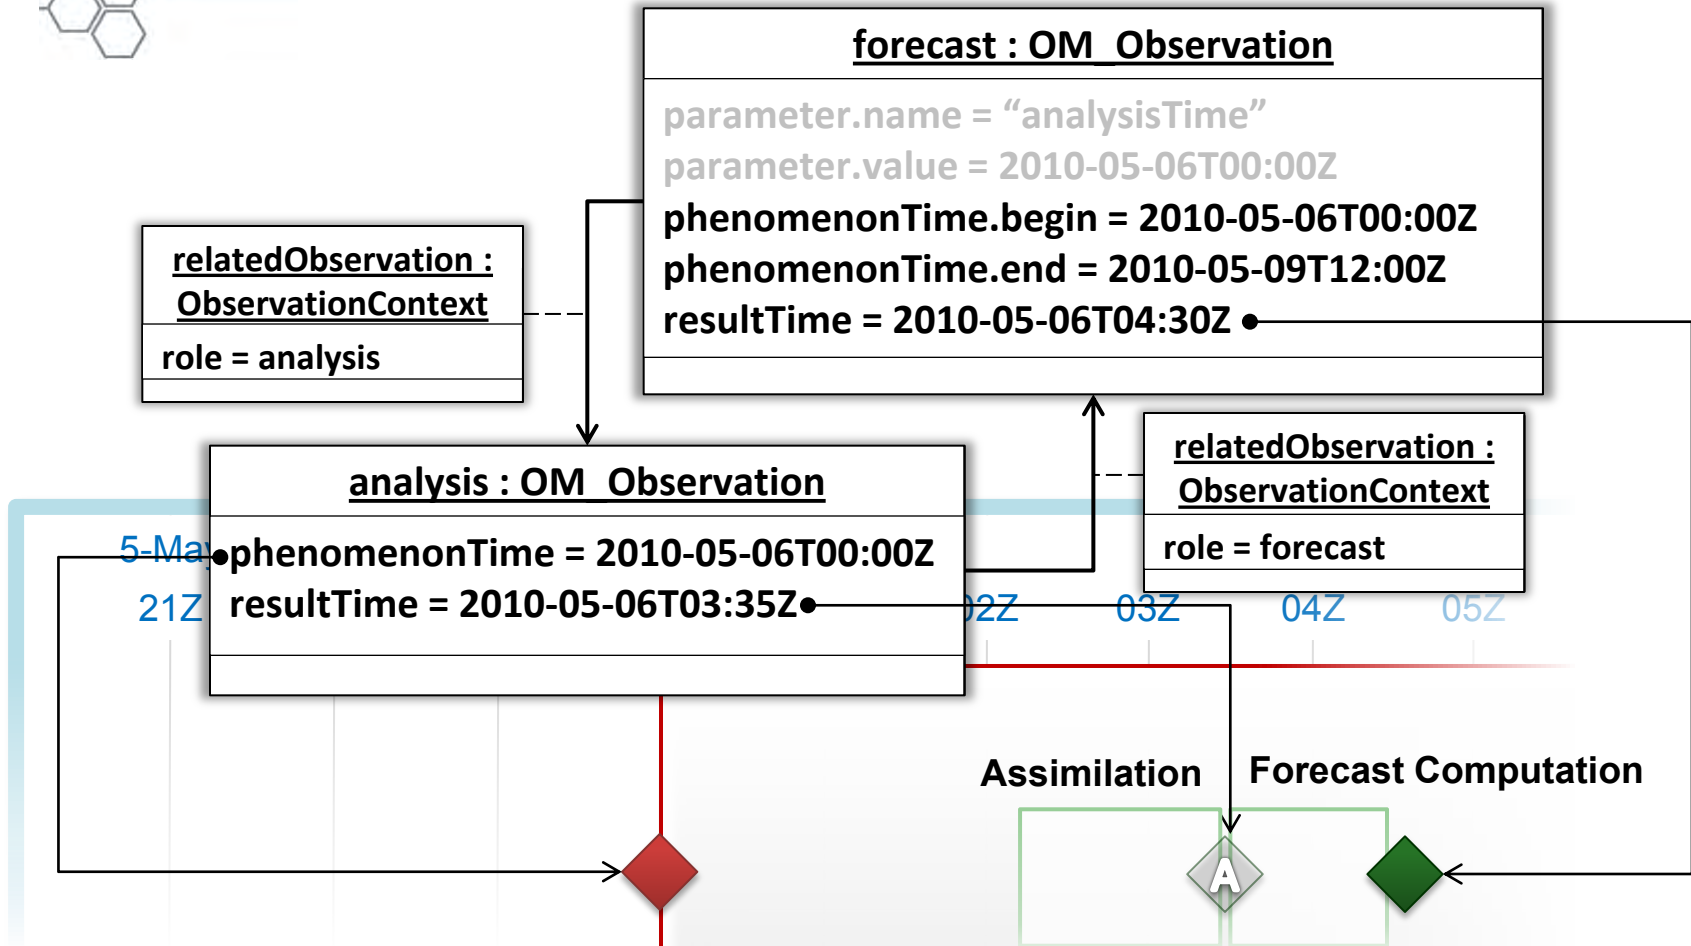 forecast : OM_Observation
parameter.name = “analysisTime”
parameter.value = 2010-05-06T00:00Z
phenomenonTime.begin = 2010-05-06T00:00Z
phenomenonTime.end = 2010-05-09T12:00Z
resultTime = 2010-05-06T04:30Z
relatedObservation :
ObservationContext
role = analysis
relatedObservation :
ObservationContext
role = forecast
analysis : OM_Observation
phenomenonTime = 2010-05-06T00:00Z
resultTime = 2010-05-06T03:35Z
5-May
21Z 02Z 03Z 04Z 05Z
Assimilation
Forecast Computation
A